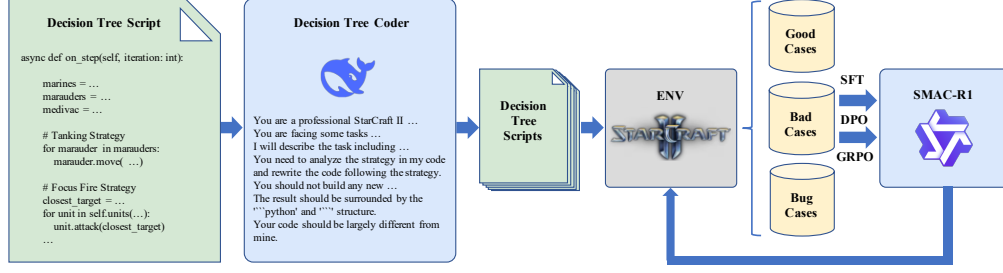 Decision Tree Script
async def on_step(self, iteration: int):
marines = …
marauders = …
medivac = …
# Tanking Strategy
for marauder in marauders:
marauder.move( …)
# Focus Fire Strategy
closest_target = …
for unit in self.units(…):
unit.attack(closest_target)
…
Decision Tree Coder
You are a professional StarCraft II …
You are facing some tasks …
I will describe the task including …
You need to analyze the strategy in my code
and rewrite the code following the strategy.
You should not build any new …
The result should be surrounded by the
'```python' and '```' structure.
Your code should be largely different from
mine.
Decision
Tree
Scripts
ENV
STARCRAFT
II
Good
Cases
Bad
Cases
Bug
Cases
SFT
DPO
GRPO
SMAC-R1